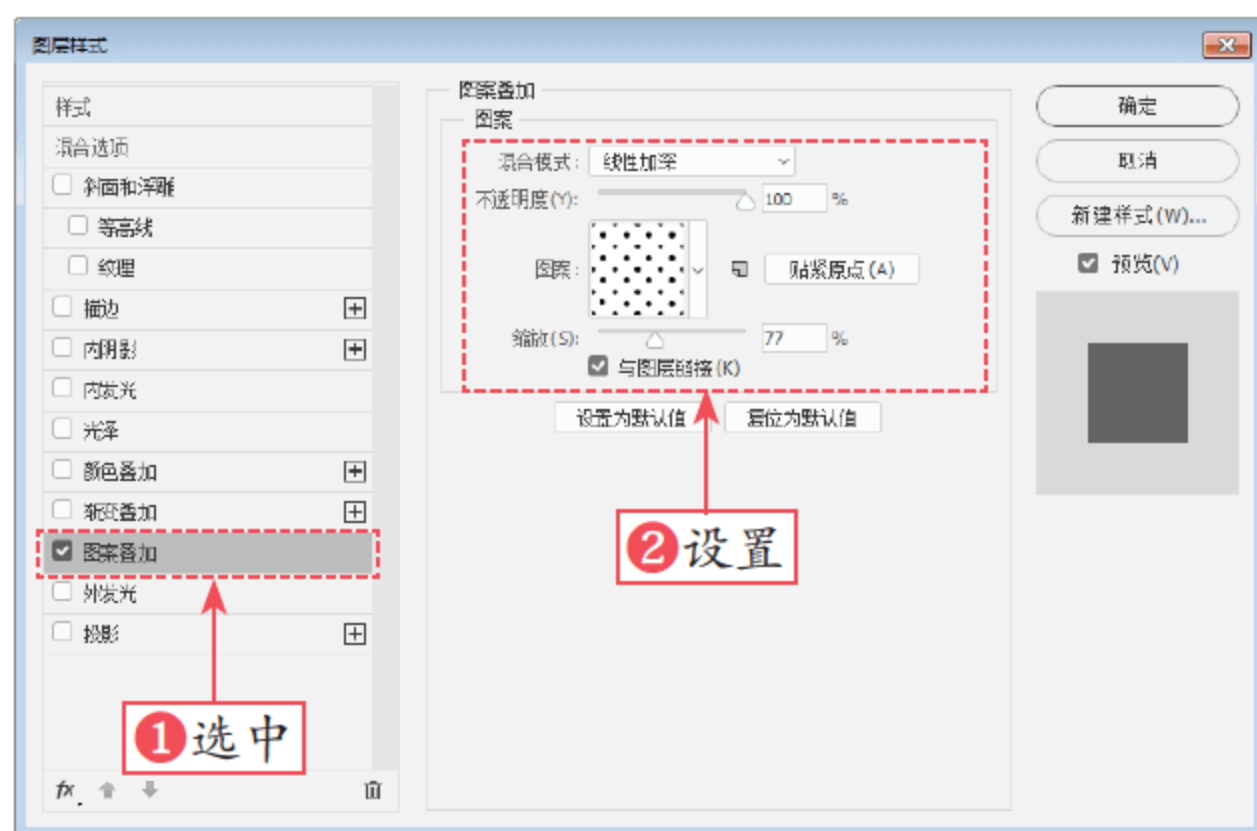 图层样式
样式
混合选项
斜面和浮雕
等高线
纹理
描边
内阴影
内发光
光泽
颜色叠加
渐变叠加
图案叠加
外发光
投影
❶选中
fx
图案叠加
图案
混合模式: 线性加深
不透明度(Y): 100 %
图案: 贴紧原点(A)
缩放(S): 77 %
与图层链接(K)
设置为默认值 复位为默认值
❷设置
确定
取消
新建样式(W)...
预览(V)